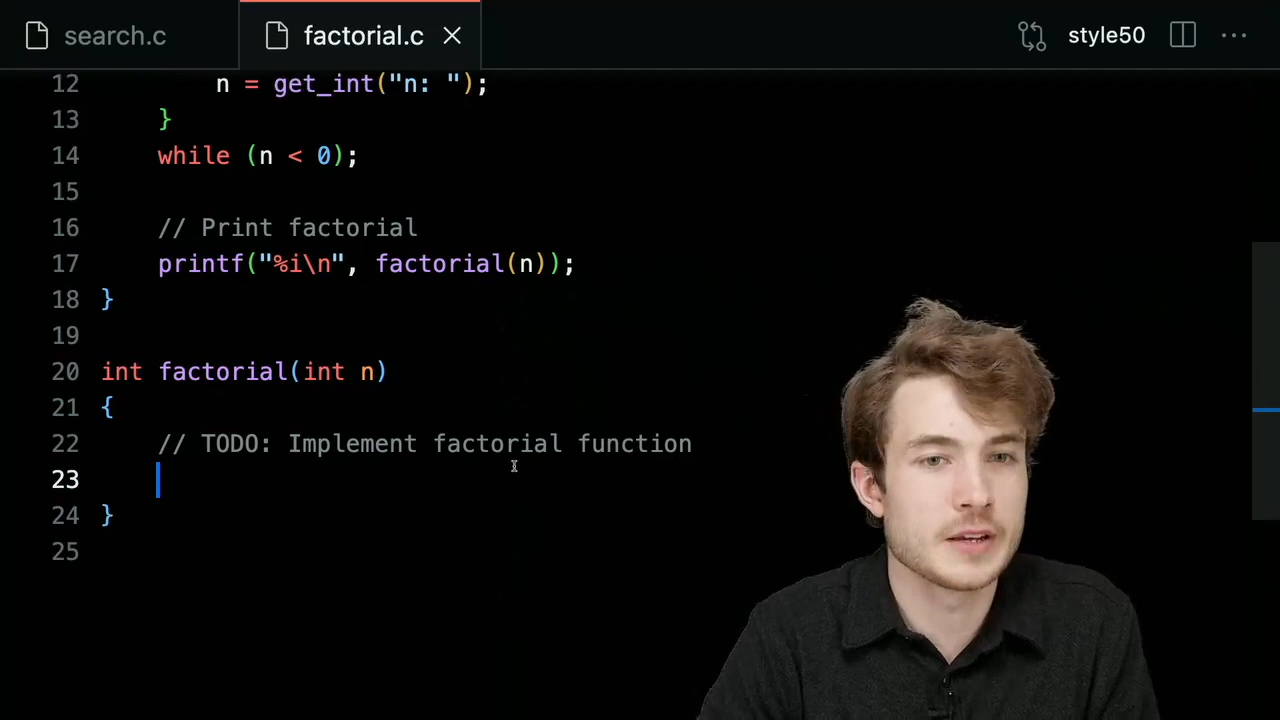 search.c factorial.c style50
12 n = get_int("n: ");
13 }
14 while (n < 0);
15
16 // Print factorial
17 printf("%i\n", factorial(n));
18 }
19
20 int factorial(int n)
21 {
22 // TODO: Implement factorial function
23
24 }
25